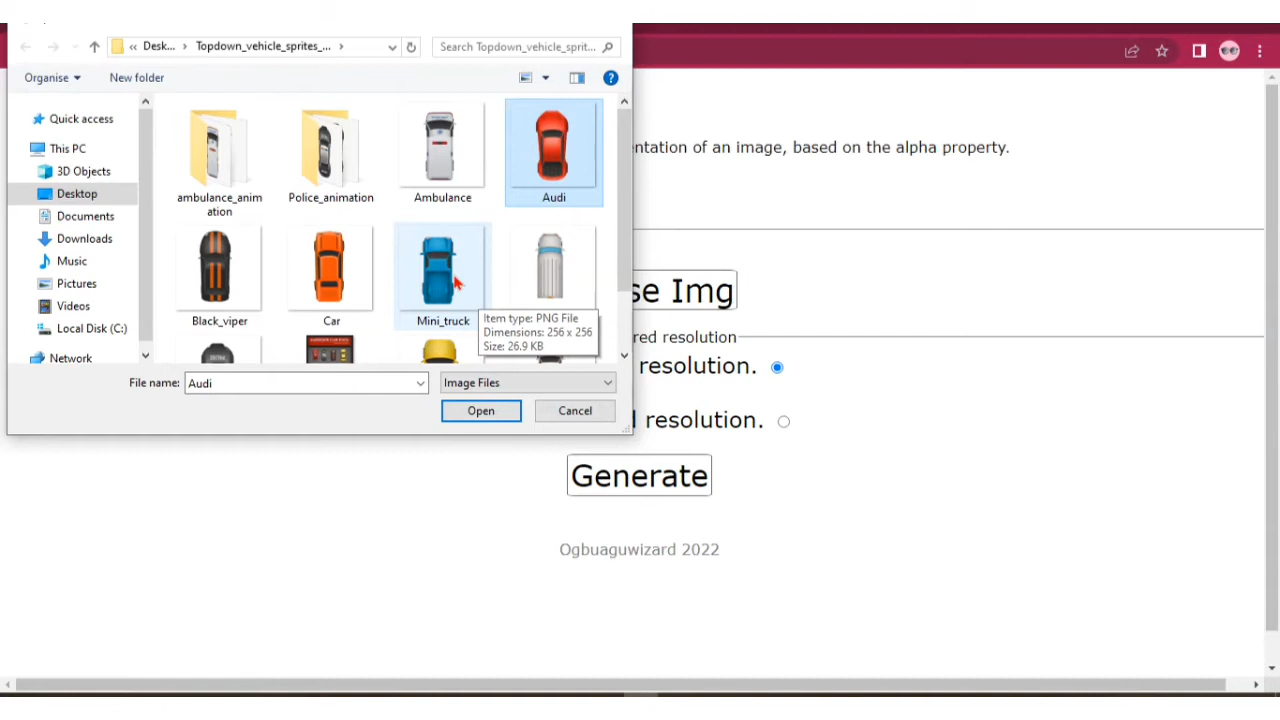 Desk...
Topdown_vehicle_sprites_...
Search Topdown_vehicle_sprit...
Organise
New folder
Quick access
This PC
3D Objects
Desktop
Documents
Downloads
Music
Pictures
Videos
Local Disk (C:)
Network
ambulance_anim
ation
Police_animation
Ambulance
Audi
Black_viper
Car
Mini_truck
Item type: PNG File
Dimensions: 256 x 256
Size: 26.9 KB
File name:
Audi
Image Files
Open
Cancel
ntation of an image, based on the alpha property.
se Img
red resolution
resolution.
resolution.
Generate
Ogbuaguwizard 2022